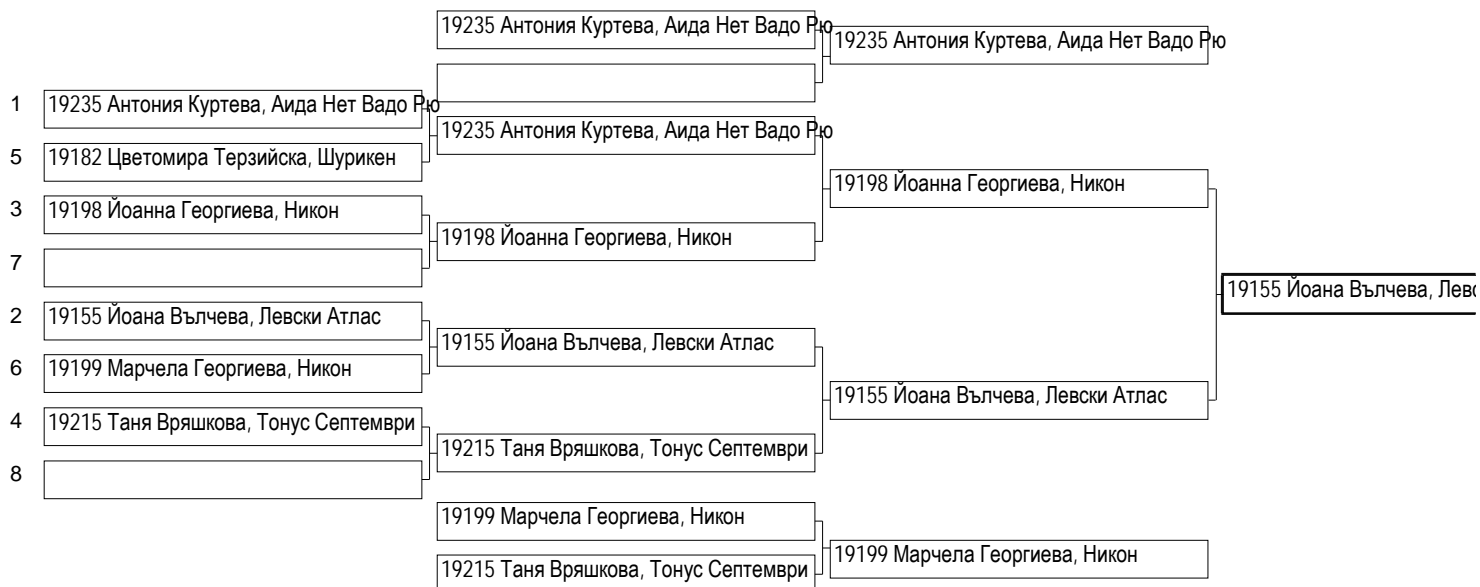 19235 Антония Куртева, Аида Нет Вадо Рю
19235 Антония Куртева, Аида Нет Вадо Рю
1 19235 Антония Куртева, Аида Нет Вадо Рю
19235 Антония Куртева, Аида Нет Вадо Рю
5 19182 Цветомира Терзийска, Шурикен
19198 Йоанна Георгиева, Никон
3 19198 Йоанна Георгиева, Никон
19198 Йоанна Георгиева, Никон
7
19155 Йоана Вълчева,
2 19155 Йоана Вълчева, Левски Атлас
19155 Йоана Вълчева, Левски Атлас
6 19199 Марчела Георгиева, Никон
19155 Йоана Вълчева, Левски Атлас
4 19215 Таня Вряшкова, Тонус Септември
19215 Таня Вряшкова, Тонус Септември
8
19199 Марчела Георгиева, Никон
19199 Марчела Георгиева, Никон
19215 Таня Вряшкова, Тонус Септември